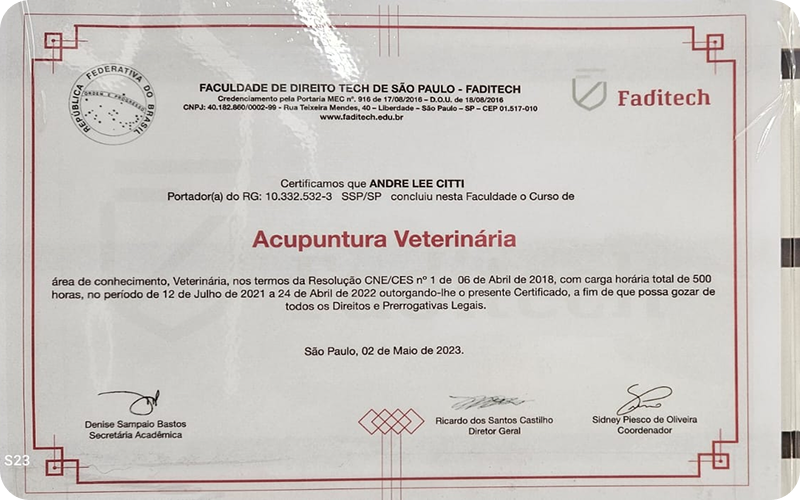 REPÚBLICA FEDERATIVA DO BRASIL
ORDEM E PROGRESSO
FACULDADE DE DIREITO TECH DE SÃO PAULO - FADITECH
Credenciamento pela Portaria MEC nº. 916 de 17/08/2016 – D.O.U. de 18/08/2016
CNPJ: 40.182.860/0002-99 - Rua Teixeira Mendes, 40 – Liberdade – São Paulo – SP – CEP 01.517-010
www.faditech.edu.br
Faditech
Certificamos que ANDRE LEE CITTI
Portador(a) do RG: 10.332.532-3 SSP/SP concluiu nesta Faculdade o Curso de
Acupuntura Veterinária
área de conhecimento, Veterinária, nos termos da Resolução CNE/CES nº 1 de 06 de Abril de 2018, com carga horária total de 500
horas, no período de 12 de Julho de 2021 a 24 de Abril de 2022 outorgando-lhe o presente Certificado, a fim de que possa gozar de
todos os Direitos e Prerrogativas Legais.
São Paulo, 02 de Maio de 2023.
Denise Sampaio Bastos
Secretária Acadêmica
Ricardo dos Santos Castilho
Diretor Geral
Sidney Piesco de Oliveira
Coordenador
S23